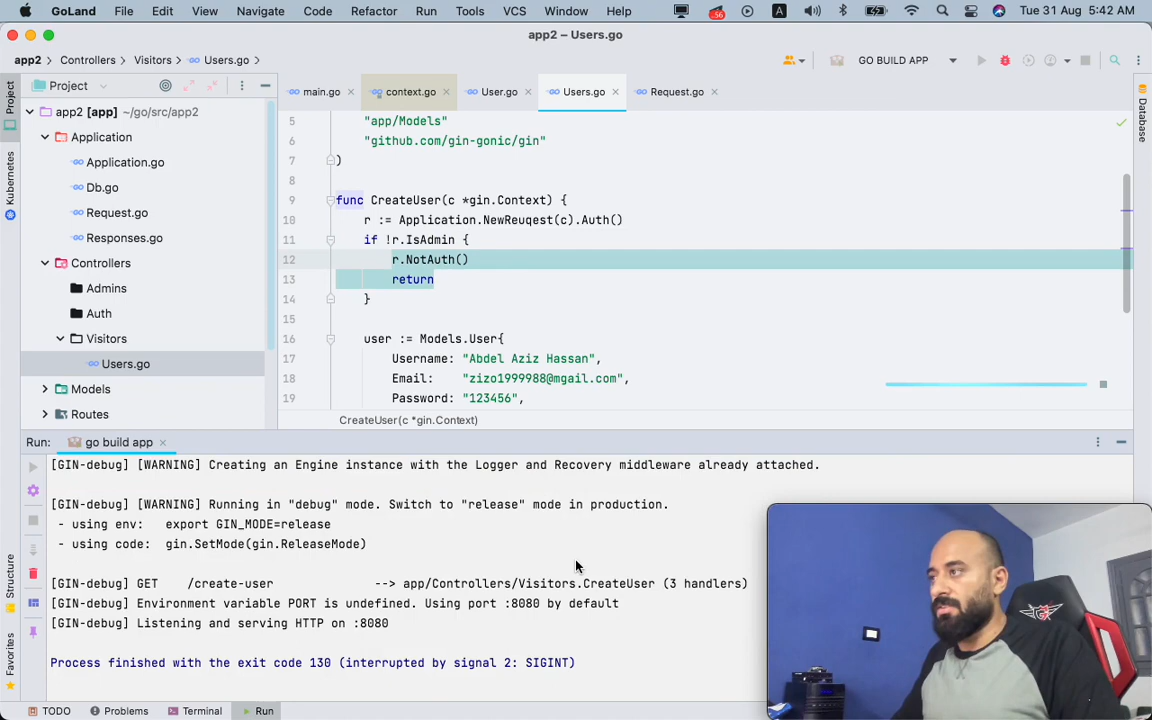 GoLand File Edit View Navigate Code Refactor Run Tools VCS Window Help 56 A Tue 31 Aug 5:42 AM
app2 – Users.go
app2 Controllers Visitors Users.go GO BUILD APP
Project main.go context.go User.go Users.go Request.go
Project
Kubernetes
Structure
Favorites
Database
app2 [app] ~/go/src/app2
Application
Application.go
Db.go
Request.go
Responses.go
Controllers
Admins
Auth
Visitors
Users.go
Models
Routes
5 "app/Models"
6 "github.com/gin-gonic/gin"
7 )
8
9 func CreateUser(c *gin.Context) {
10 r := Application.NewReuqest(c).Auth()
11 if !r.IsAdmin {
12 r.NotAuth()
13 return
14 }
15
16 user := Models.User{
17 Username: "Abdel Aziz Hassan",
18 Email: "zizo1999988@mgail.com",
19 Password: "123456",
CreateUser(c *gin.Context)
Run: go build app
[GIN-debug] [WARNING] Creating an Engine instance with the Logger and Recovery middleware already attached.
[GIN-debug] [WARNING] Running in "debug" mode. Switch to "release" mode in production.
- using env: export GIN_MODE=release
- using code: gin.SetMode(gin.ReleaseMode)
[GIN-debug] GET /create-user --> app/Controllers/Visitors.CreateUser (3 handlers)
[GIN-debug] Environment variable PORT is undefined. Using port :8080 by default
[GIN-debug] Listening and serving HTTP on :8080
Process finished with the exit code 130 (interrupted by signal 2: SIGINT)
TODO Problems Terminal Run